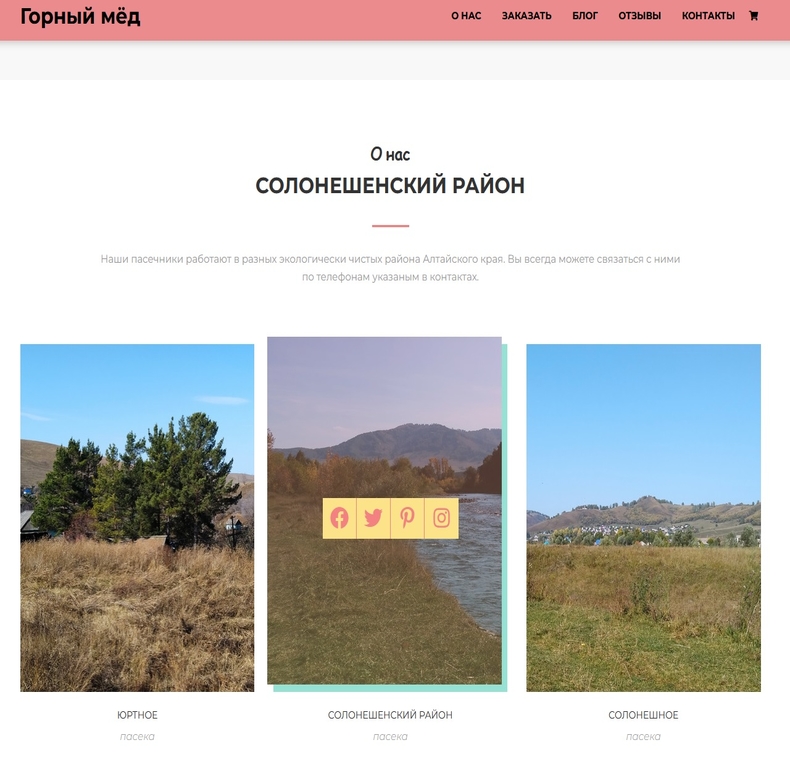 Горный мёд
О НАС ЗАКАЗАТЬ БЛОГ ОТЗЫВЫ КОНТАКТЫ
О нас
СОЛОНЕШЕНСКИЙ РАЙОН
Наши пасечники работают в разных экологически чистых района Алтайского края. Вы всегда можете связаться с ними
по телефонам указаным в контактах.
ЮРТНОЕ
пасека
СОЛОНЕШЕНСКИЙ РАЙОН
пасека
СОЛОНЕШНОЕ
пасека